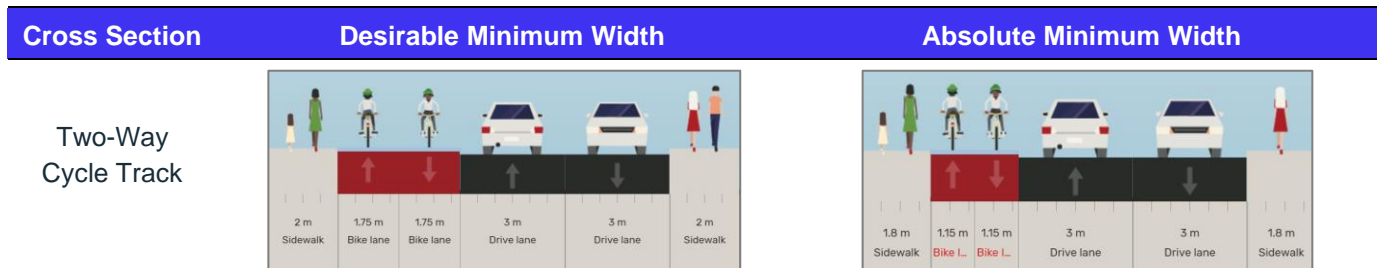 Cross Section Desirable Minimum Width Absolute Minimum Width
Two-Way
Cycle Track
2 m 1.75 m 1.75 m 3 m 3 m 2 m
Sidewalk Bike lane Bike lane Drive lane Drive lane Sidewalk
1.8 m 1.15 m 1.15 m 3 m 3 m 1.8 m
Sidewalk Bike l... Bike l... Drive lane Drive lane Sidewalk